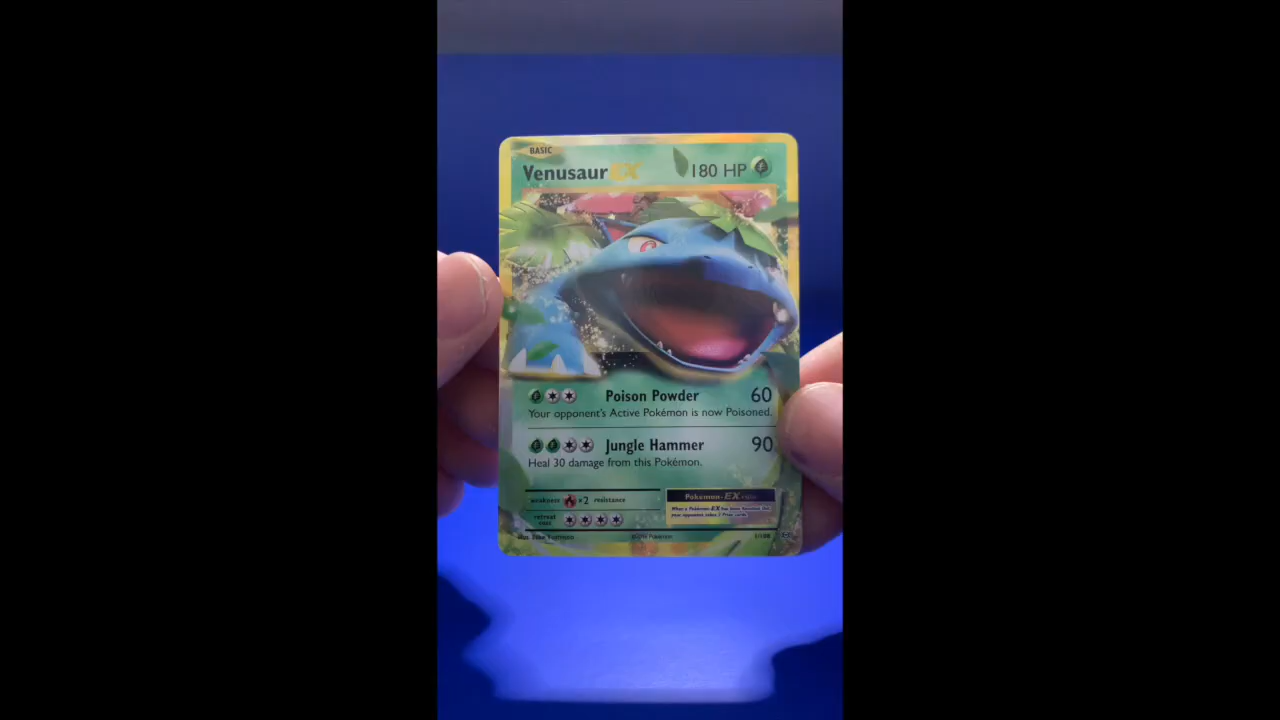 BASIC
Venusaur EX 180 HP
Poison Powder 60
Your opponent's Active Pokémon is now Poisoned.
Jungle Hammer 90
Heal 30 damage from this Pokémon.
weakness ×2 resistance
Pokémon-EX rule
retreat cost